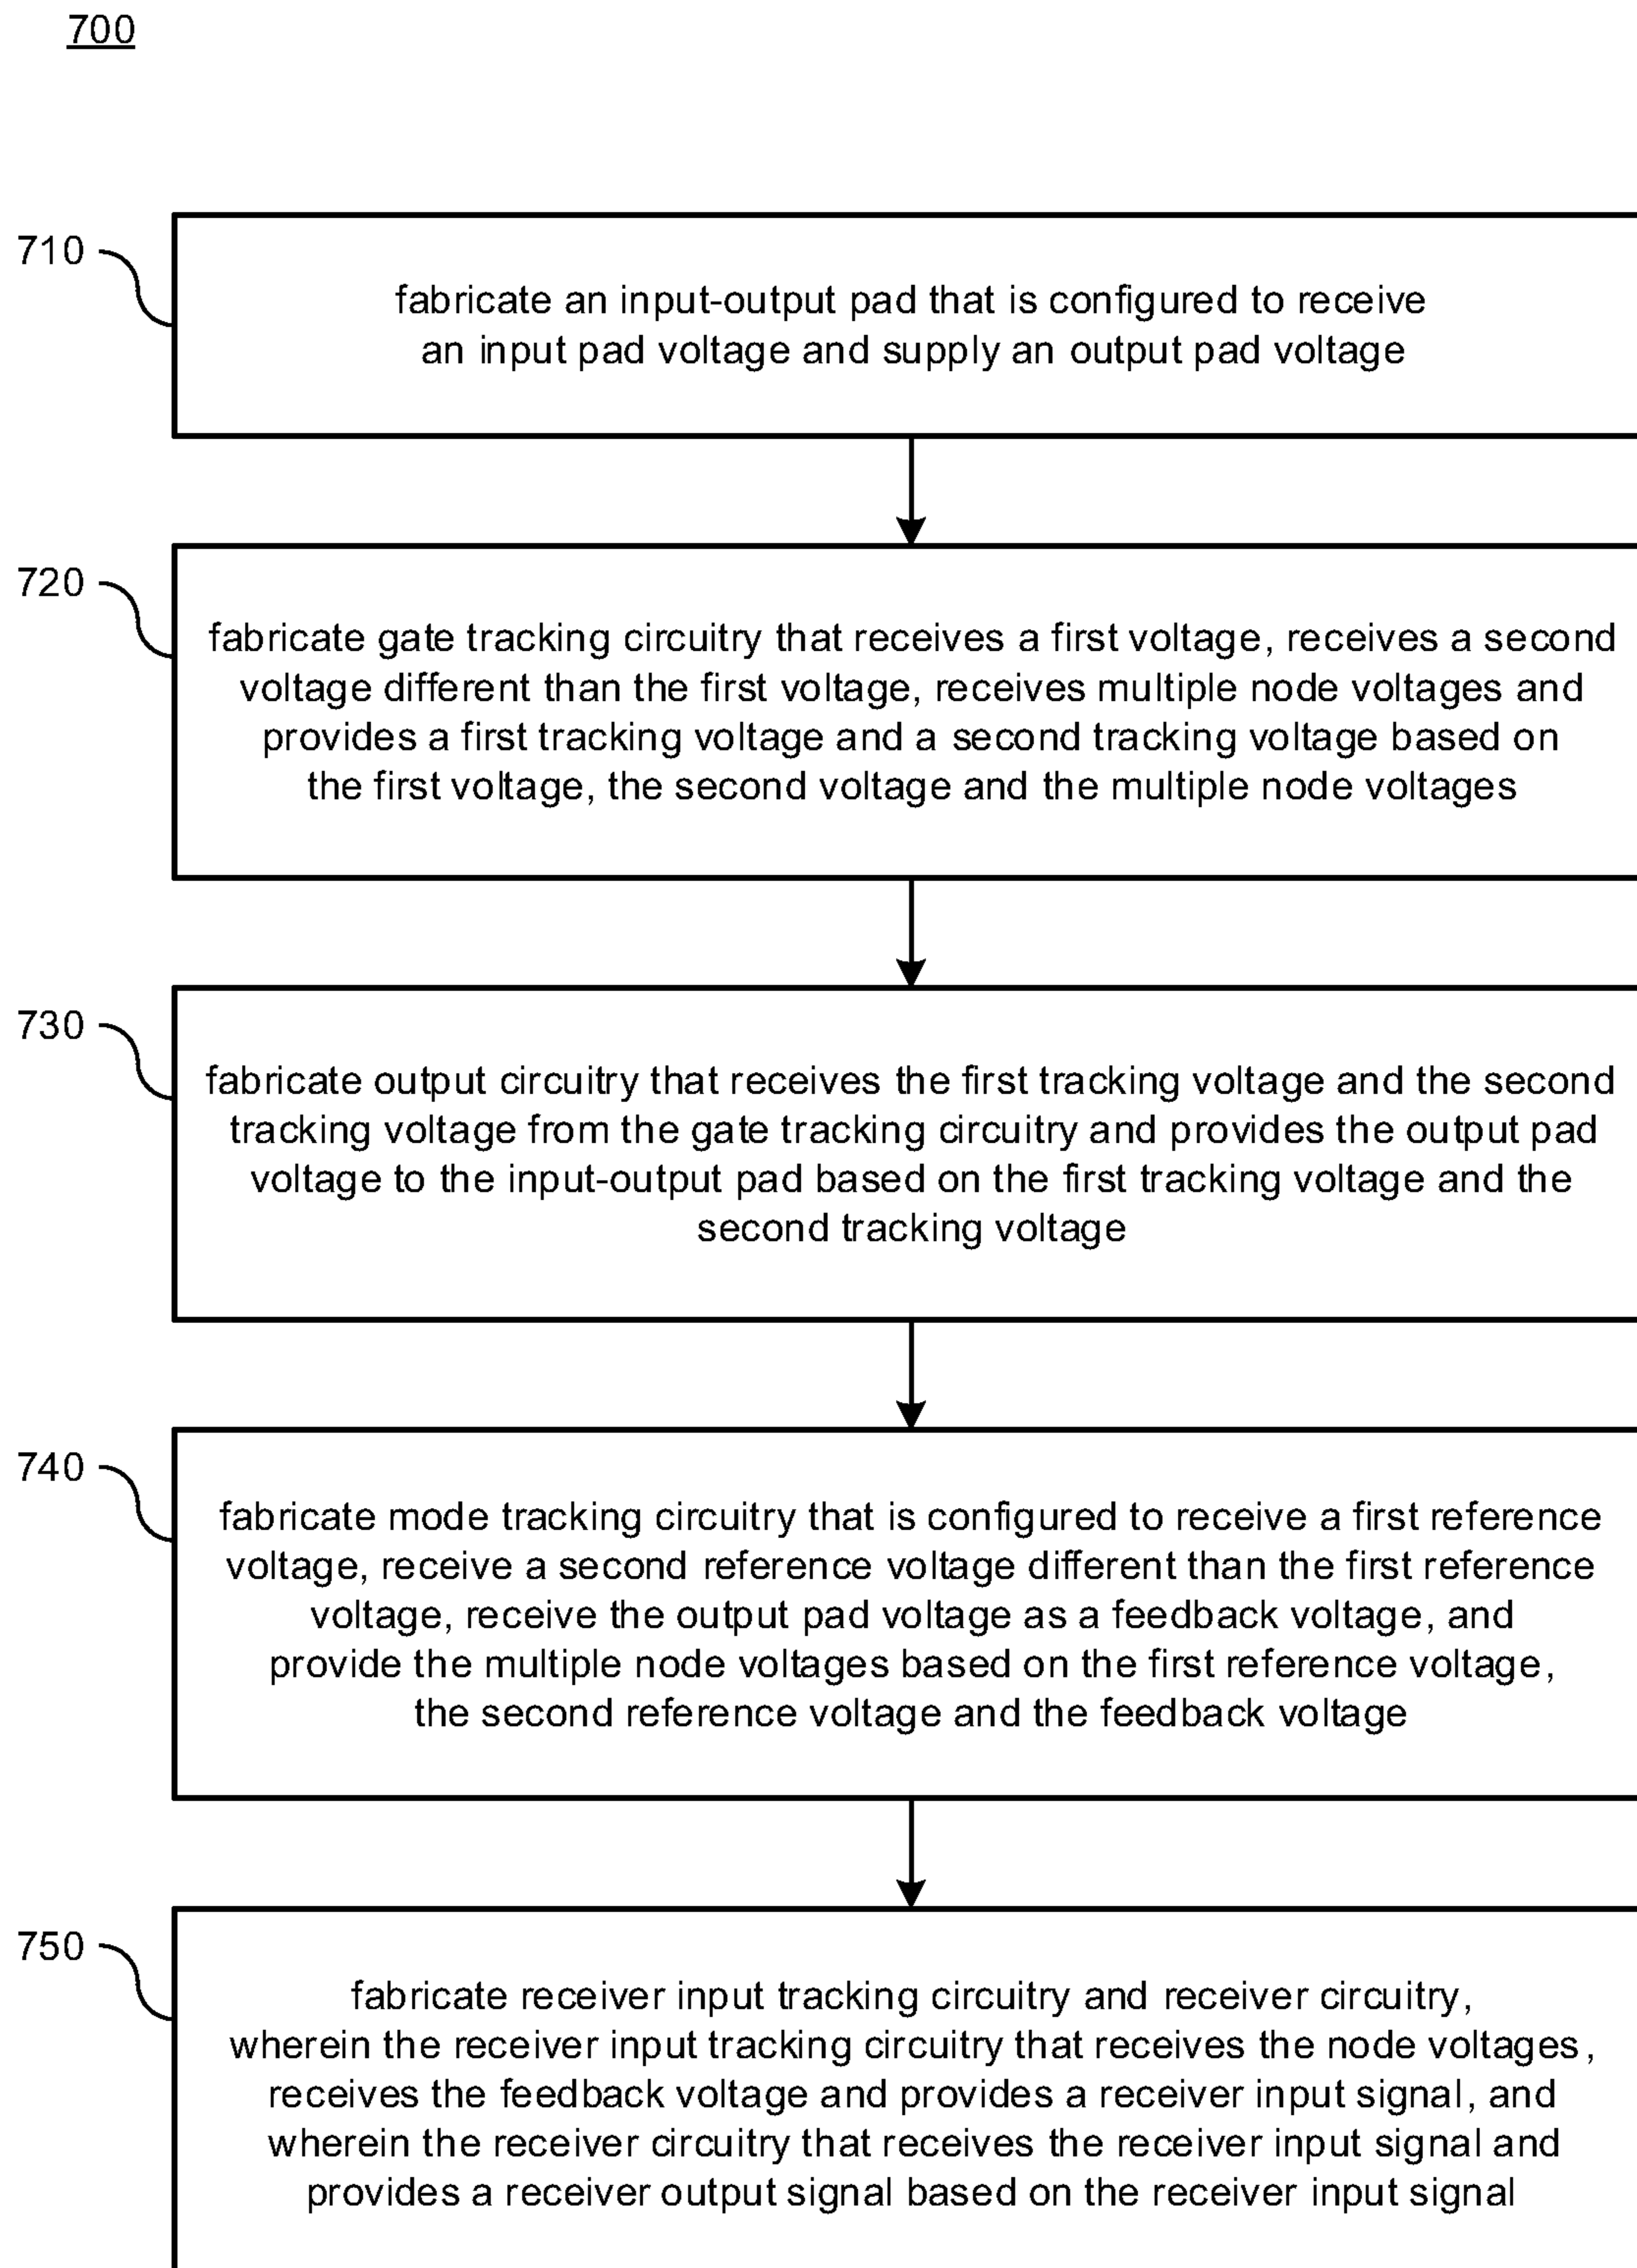 700
710
fabricate an input-output pad that is configured to receive
an input pad voltage and supply an output pad voltage
720
fabricate gate tracking circuitry that receives a first voltage, receives a second
voltage different than the first voltage, receives multiple node voltages and
provides a first tracking voltage and a second tracking voltage based on
the first voltage, the second voltage and the multiple node voltages
730
fabricate output circuitry that receives the first tracking voltage and the second
tracking voltage from the gate tracking circuitry and provides the output pad
voltage to the input-output pad based on the first tracking voltage and the
second tracking voltage
740
fabricate mode tracking circuitry that is configured to receive a first reference
voltage, receive a second reference voltage different than the first reference
voltage, receive the output pad voltage as a feedback voltage, and
provide the multiple node voltages based on the first reference voltage,
the second reference voltage and the feedback voltage
750
fabricate receiver input tracking circuitry and receiver circuitry,
wherein the receiver input tracking circuitry that receives the node voltages,
receives the feedback voltage and provides a receiver input signal, and
wherein the receiver circuitry that receives the receiver input signal and
provides a receiver output signal based on the receiver input signal